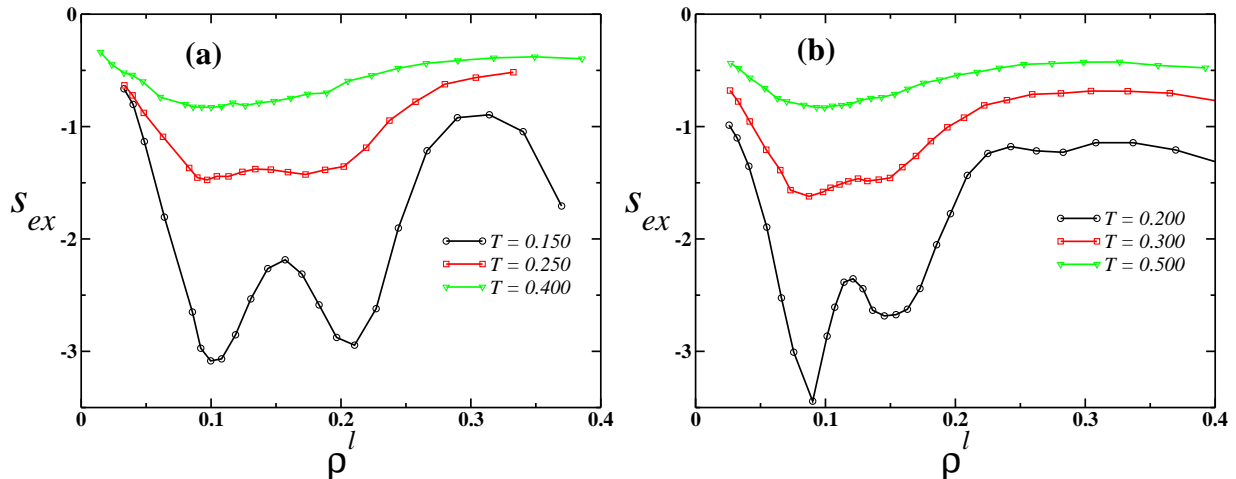 (a)
0
-1
-2
-3
s_ex
T = 0.150
T = 0.250
T = 0.400
0 0.1 0.2 0.3 0.4
ρ^l
(b)
0
-1
-2
-3
s_ex
T = 0.200
T = 0.300
T = 0.500
0 0.1 0.2 0.3 0.4
ρ^l